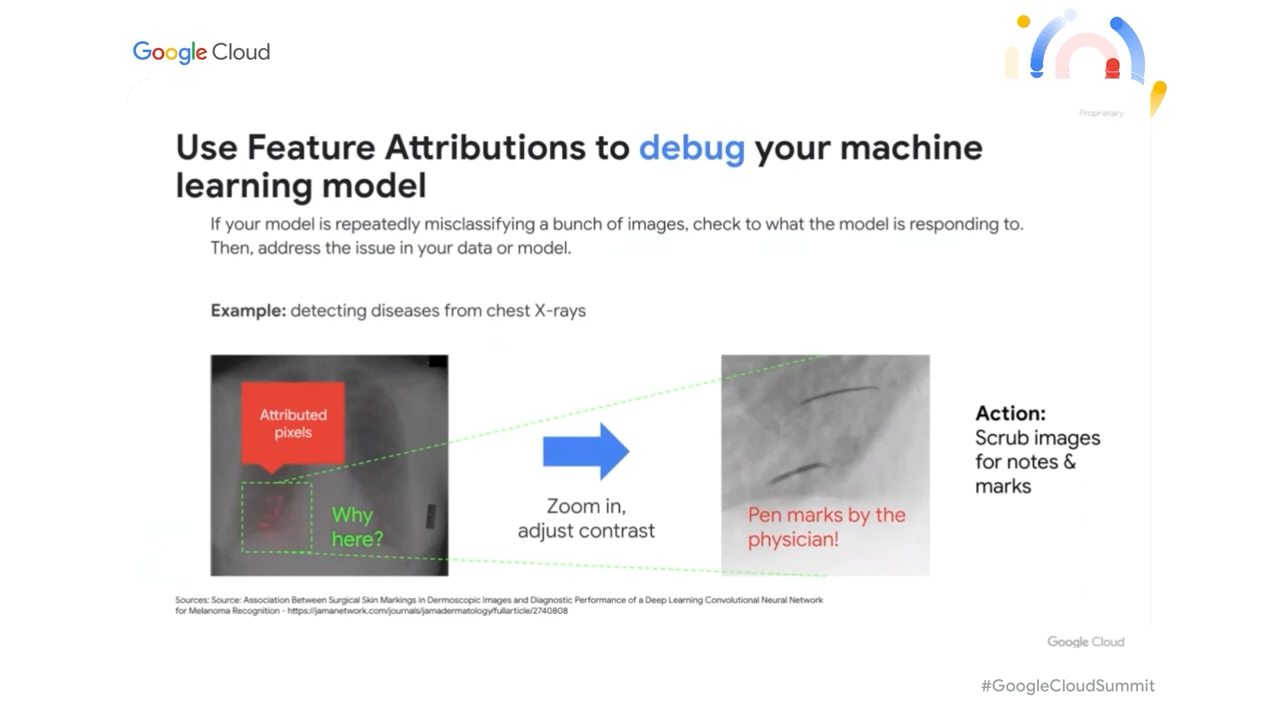 Google Cloud
Proprietary
Use Feature Attributions to debug your machine
learning model
If your model is repeatedly misclassifying a bunch of images, check to what the model is responding to.
Then, address the issue in your data or model.
Example: detecting diseases from chest X-rays
Attributed
pixels
Why
here?
Zoom in,
adjust contrast
Pen marks by the
physician!
Action:
Scrub images
for notes &
marks
Sources: Source: Association Between Surgical Skin Markings in Dermoscopic Images and Diagnostic Performance of a Deep Learning Convolutional Neural Network
for Melanoma Recognition - https://jamanetwork.com/journals/jamadermatology/fullarticle/2740808
Google Cloud
#GoogleCloudSummit